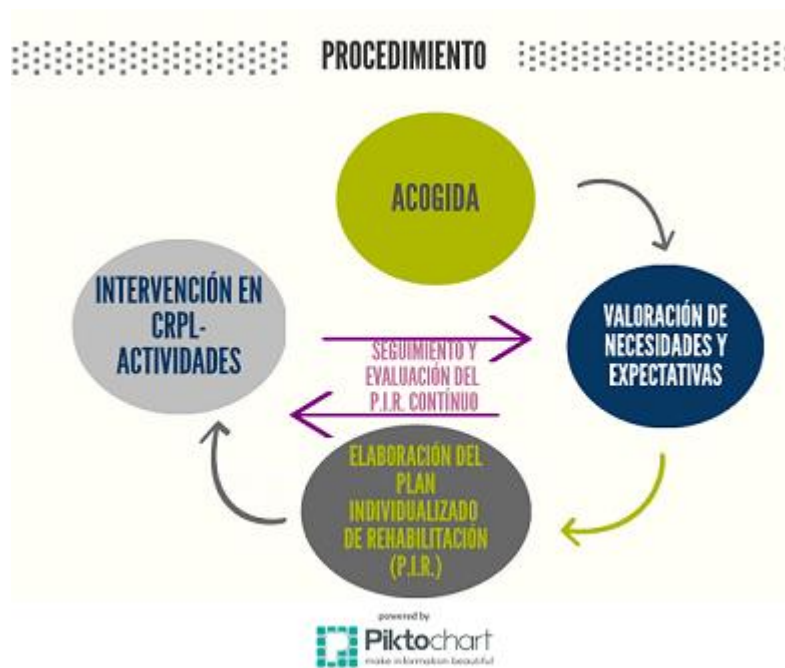 PROCEDIMIENTO
ACOGIDA
INTERVENCIÓN EN
CRPL-
ACTIVIDADES
VALORACIÓN DE
NECESIDADES Y
EXPECTATIVAS
SEGUIMIENTO Y
EVALUACIÓN DEL
P.I.R. CONTÍNUO
ELABORACIÓN DEL
PLAN
INDIVIDUALIZADO
DE REHABILITACIÓN
(P.I.R.)
powered by
Piktochart
make information beautiful